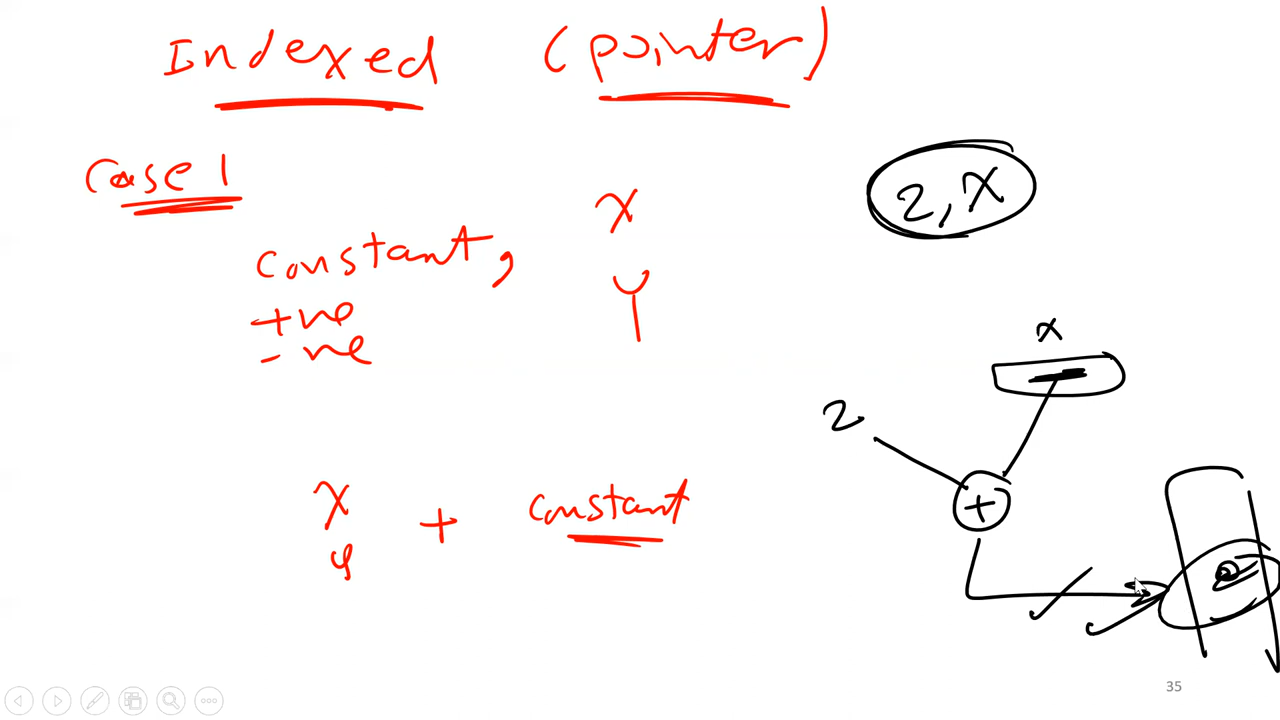 Indexed (pointer)
Case 1
2, X
constant, X
Y
+ve
-ve
X
2
+
X + constant
Y
35